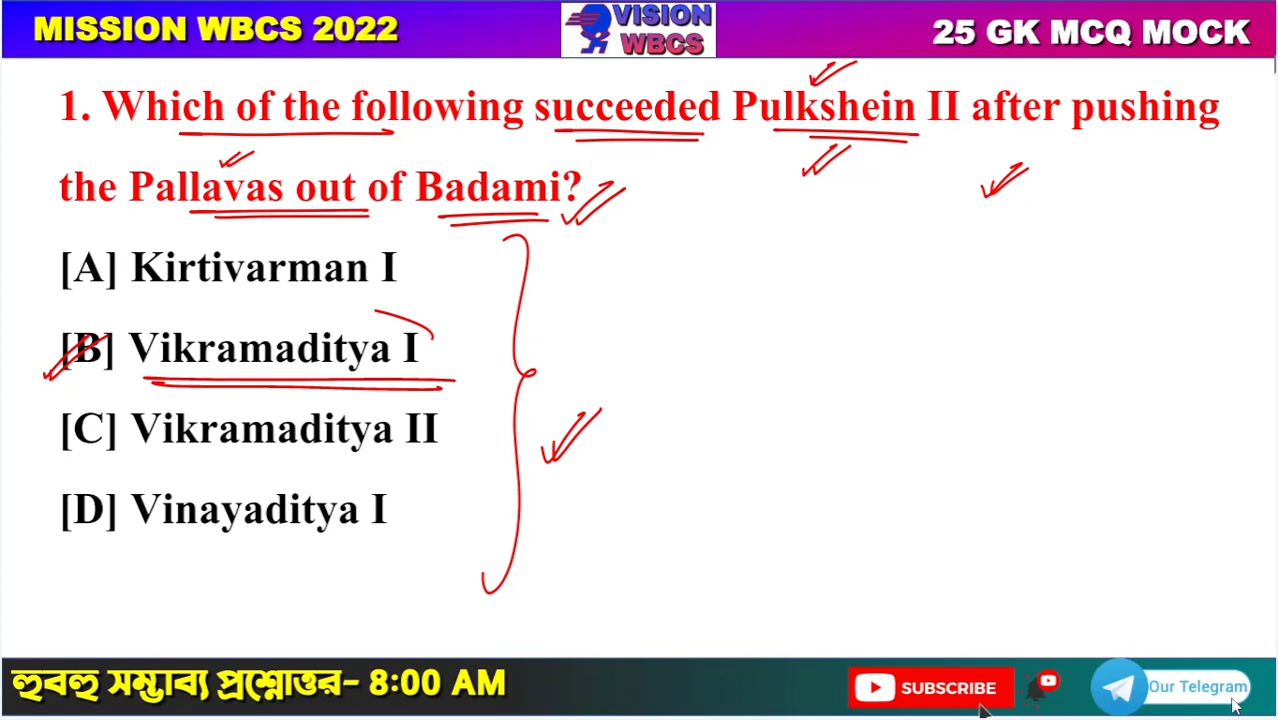 MISSION WBCS 2022
VISION
WBCS
25 GK MCQ MOCK
1. Which of the following succeeded Pulkshein II after pushing
the Pallavas out of Badami?
[A] Kirtivarman I
[B] Vikramaditya I
[C] Vikramaditya II
[D] Vinayaditya I
হুবহু সম্ভাব্য প্রশ্নোত্তর- 8:00 AM
SUBSCRIBE
Our Telegram